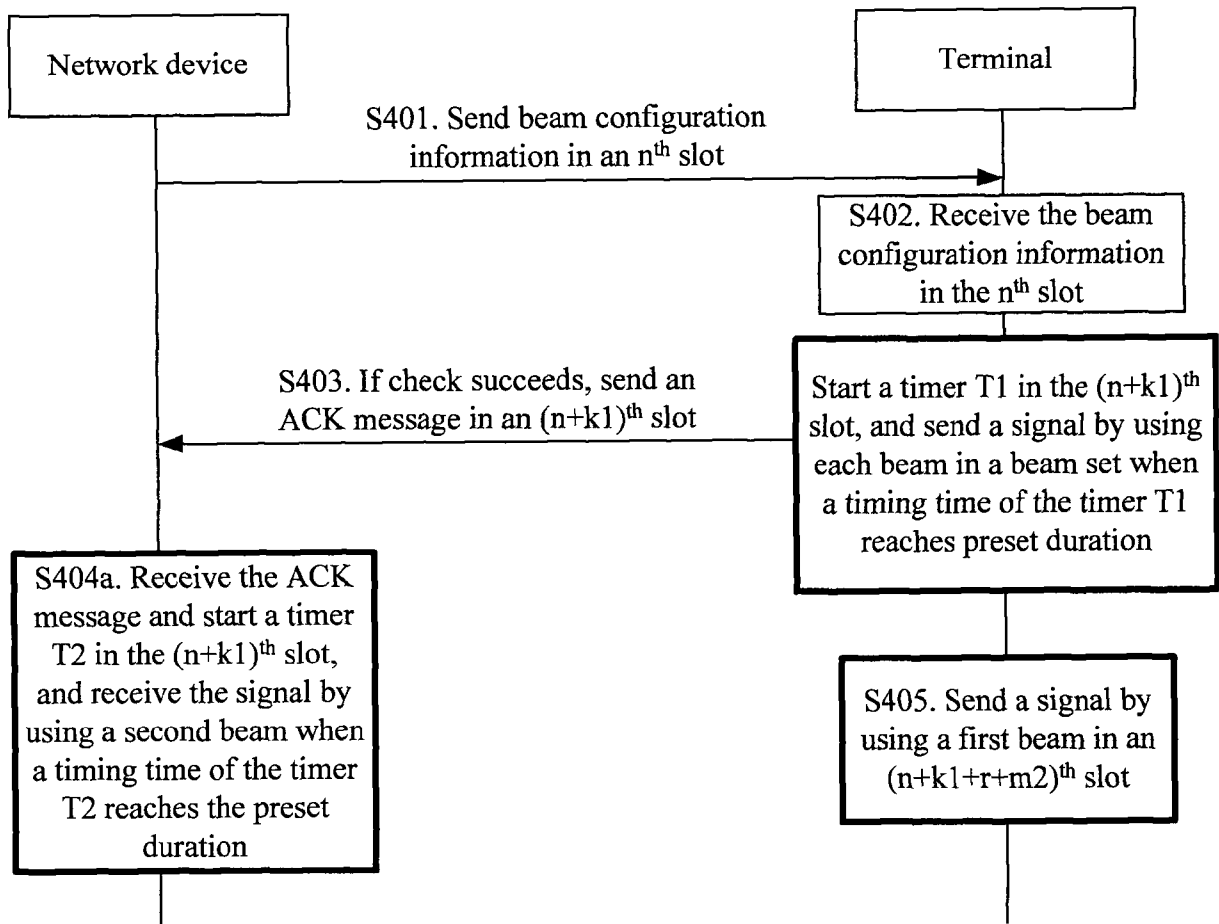 Network device
Terminal
S401. Send beam configuration
information in an nth slot
S402. Receive the beam
configuration information
in the nth slot
S403. If check succeeds, send an
ACK message in an (n+k1)th slot
Start a timer T1 in the (n+k1)th
slot, and send a signal by using
each beam in a beam set when
a timing time of the timer T1
reaches preset duration
S404a. Receive the ACK
message and start a timer
T2 in the (n+k1)th slot,
and receive the signal by
using a second beam when
a timing time of the timer
T2 reaches the preset
duration
S405. Send a signal by
using a first beam in an
(n+k1+r+m2)th slot